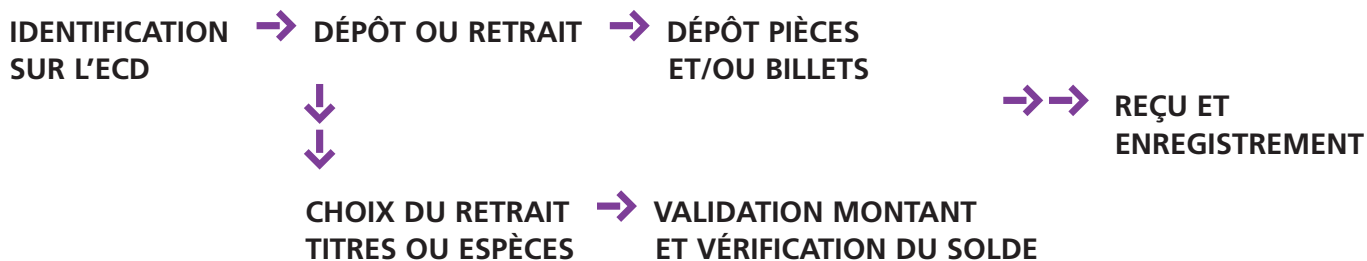 IDENTIFICATION
SUR L’ECD
DÉPÔT OU RETRAIT
DÉPÔT PIÈCES
ET/OU BILLETS
REÇU ET
ENREGISTREMENT
CHOIX DU RETRAIT
TITRES OU ESPÈCES
VALIDATION MONTANT
ET VÉRIFICATION DU SOLDE